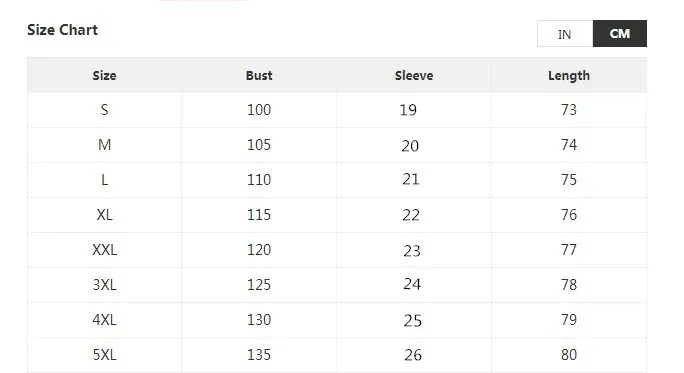 Size Chart
IN CM
Size Bust Sleeve Length
S 100 19 73
M 105 20 74
L 110 21 75
XL 115 22 76
XXL 120 23 77
3XL 125 24 78
4XL 130 25 79
5XL 135 26 80